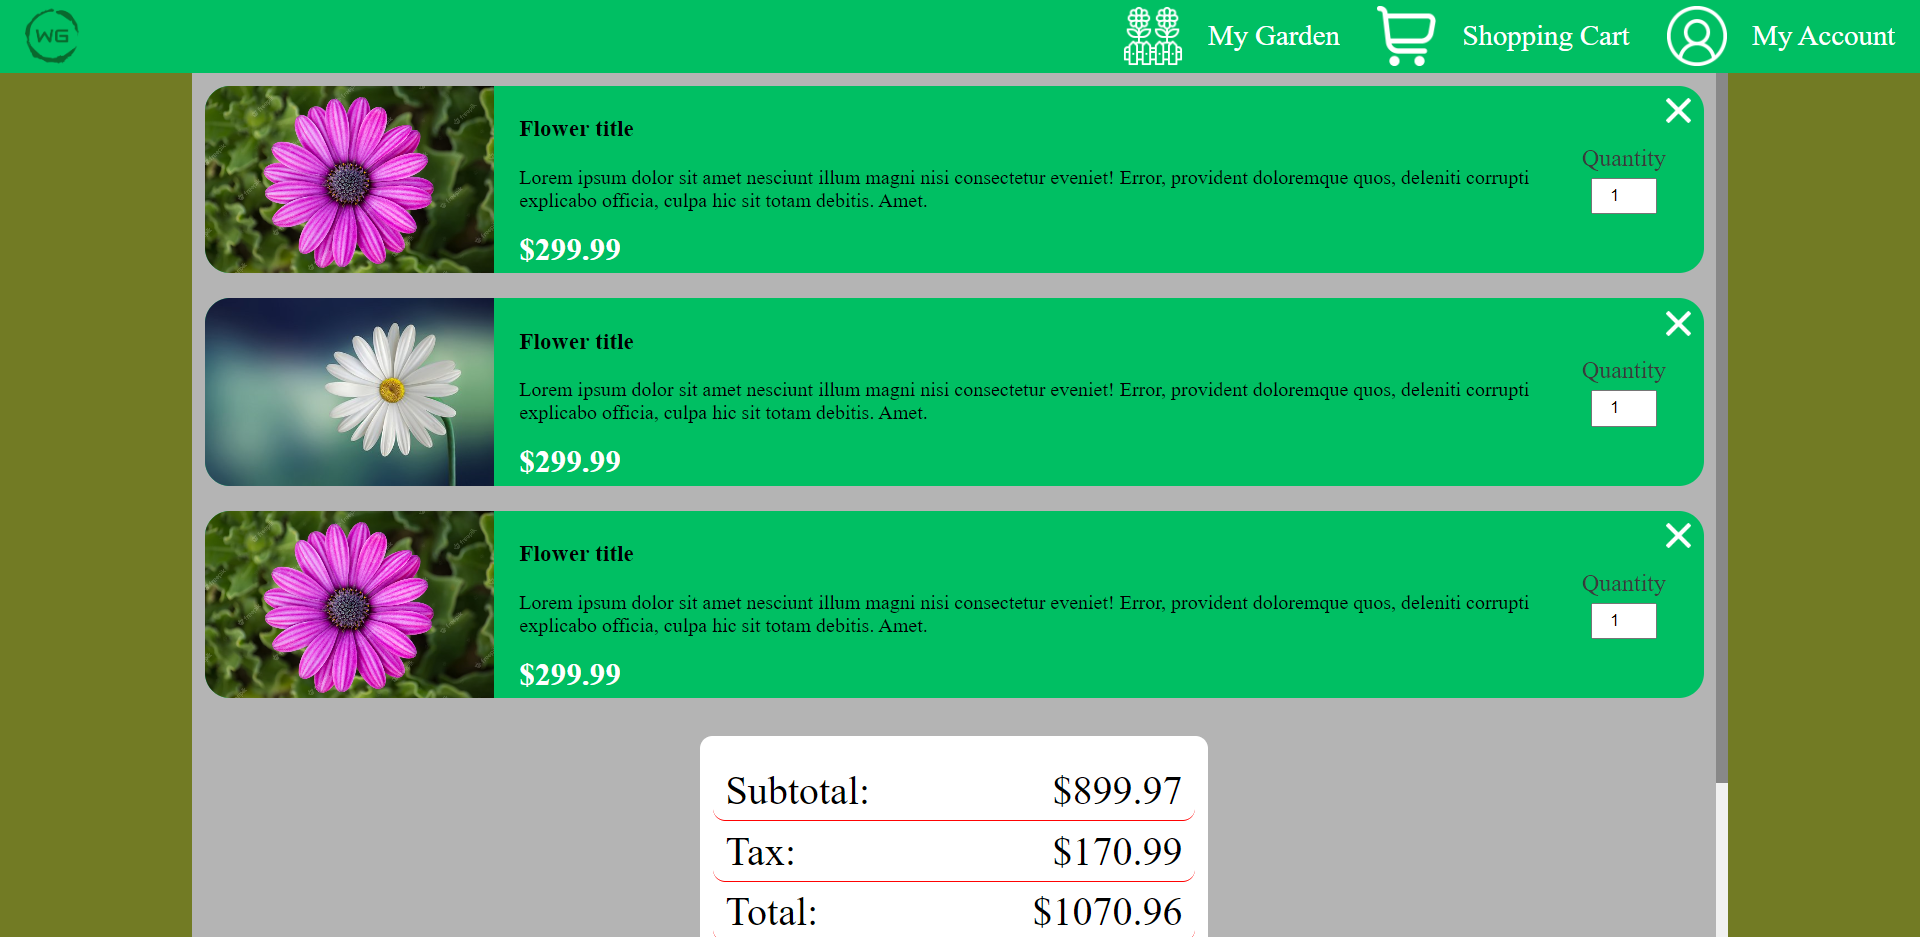 WG
My Garden
Shopping Cart
My Account
Flower title
Lorem ipsum dolor sit amet nesciunt illum magni nisi consectetur eveniet! Error, provident doloremque quos, deleniti corrupti
explicabo officia, culpa hic sit totam debitis. Amet.
$299.99
Quantity
1
Flower title
Lorem ipsum dolor sit amet nesciunt illum magni nisi consectetur eveniet! Error, provident doloremque quos, deleniti corrupti
explicabo officia, culpa hic sit totam debitis. Amet.
$299.99
Quantity
1
Flower title
Lorem ipsum dolor sit amet nesciunt illum magni nisi consectetur eveniet! Error, provident doloremque quos, deleniti corrupti
explicabo officia, culpa hic sit totam debitis. Amet.
$299.99
Quantity
1
Subtotal: $899.97
Tax: $170.99
Total: $1070.96